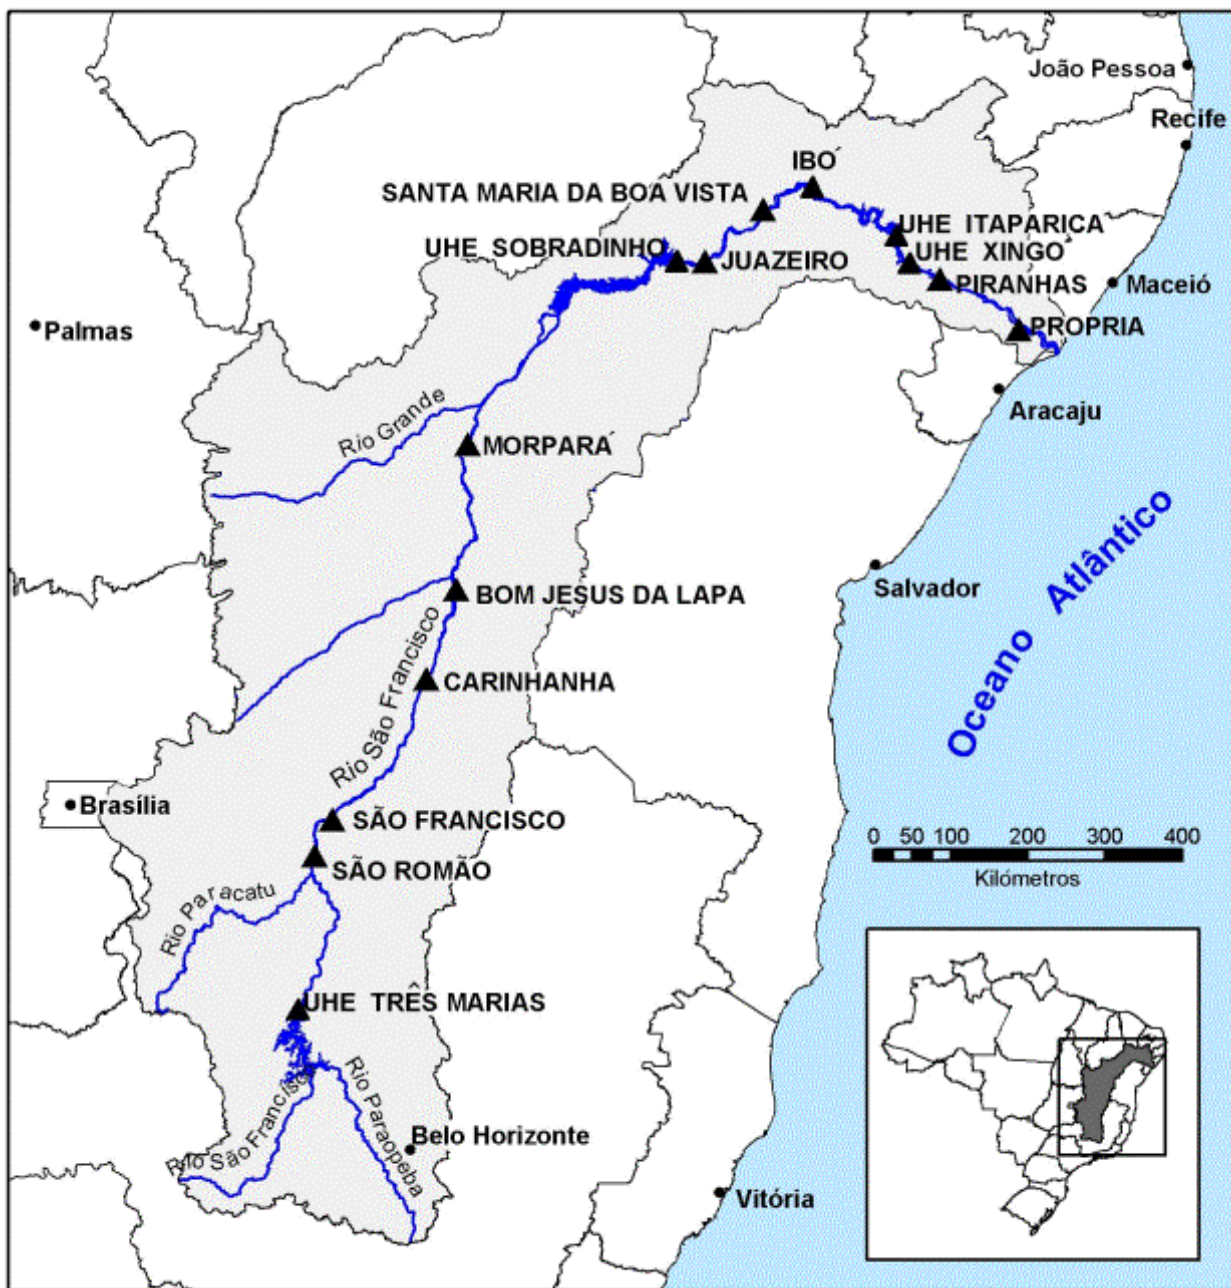 João Pessoa
Recife
IBÓ
SANTA MARIA DA BOA VISTA
UHE ITAPARICA
UHE SOBRADINHO
JUAZEIRO
UHE XINGÓ
PIRANHAS
Maceió
Palmas
PROPRIA
Aracaju
Rio Grande
MORPARÁ
Salvador
BOM JESUS DA LAPA
Oceano Atlântico
CARINHANHA
Rio São Francisco
Brasília
SÃO FRANCISCO
SÃO ROMÃO
0 50 100 200 300 400
Kilómetros
Rio Paracatu
UHE TRÊS MARIAS
Rio São Francisco
Rio Paraopeba
Belo Horizonte
Vitória